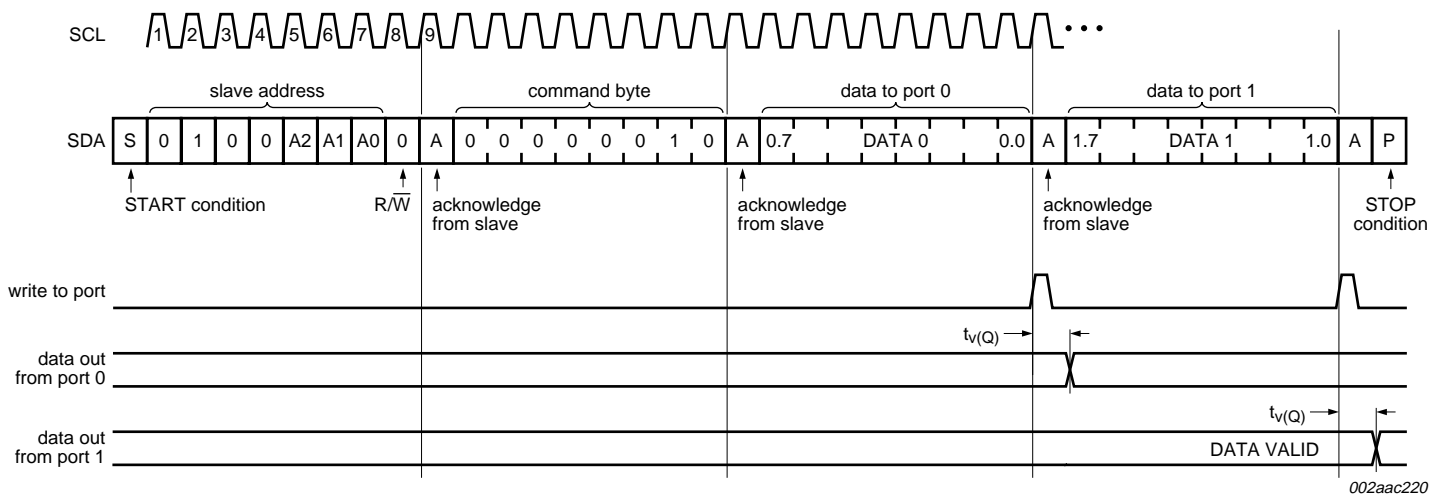 SCL 1 2 3 4 5 6 7 8 9
slave address command byte data to port 0 data to port 1
SDA S 0 1 0 0 A2 A1 A0 0 A 0 0 0 0 0 0 1 0 A 0.7 DATA 0 0.0 A 1.7 DATA 1 1.0 A P
START condition R/W̅ acknowledge from slave acknowledge from slave acknowledge from slave STOP condition
write to port
tv(Q)
data out from port 0
tv(Q)
data out from port 1 DATA VALID
002aac220